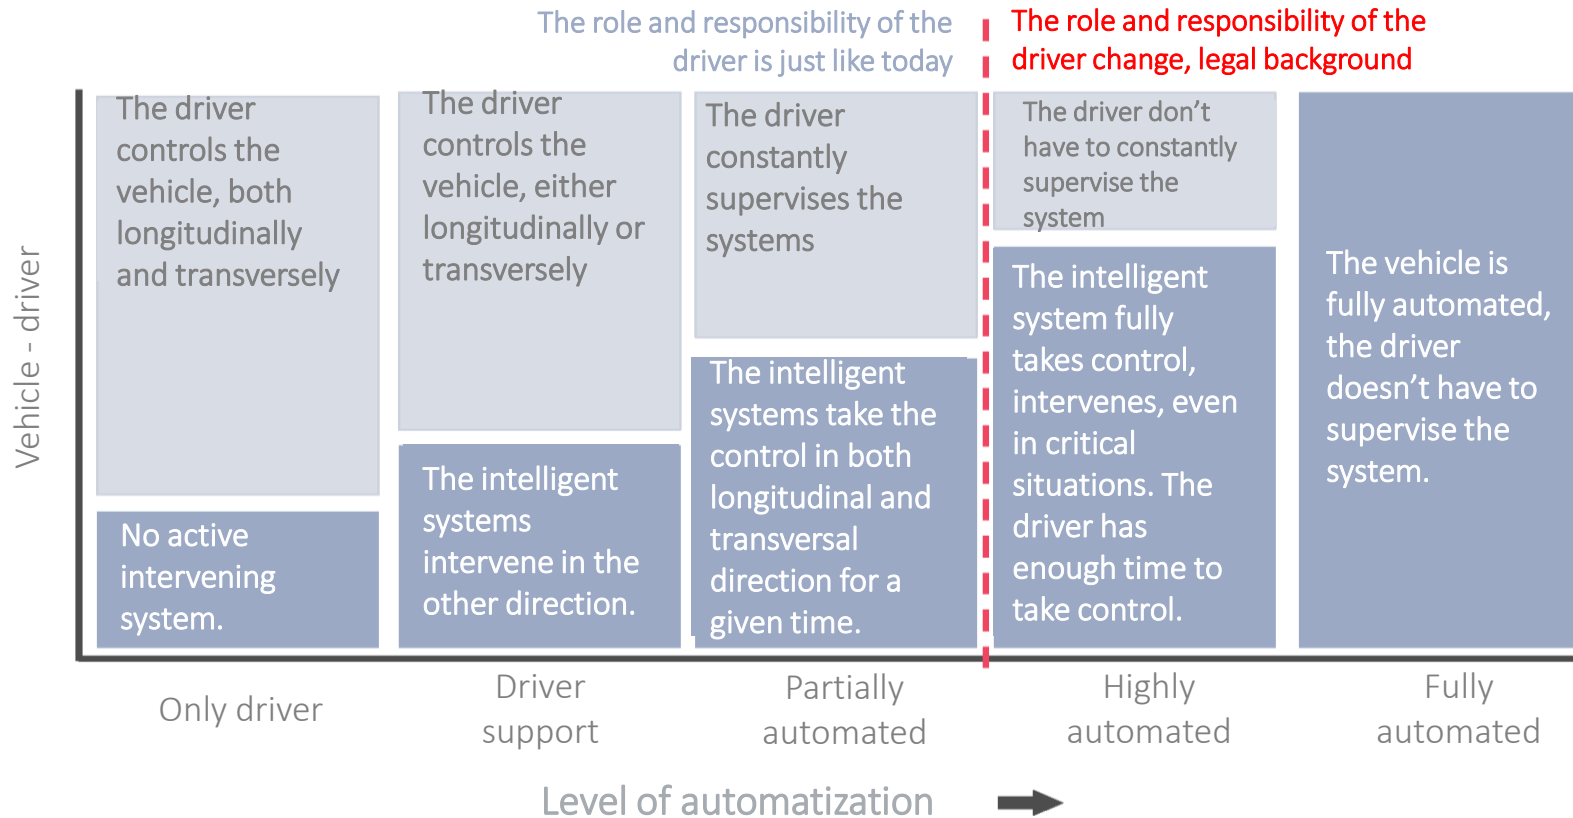 The role and responsibility of the
driver is just like today
The role and responsibility of the
driver change, legal background
Vehicle - driver
The driver
controls the
vehicle, both
longitudinally
and transversely
No active
intervening
system.
The driver
controls the
vehicle, either
longitudinally or
transversely
The intelligent
systems
intervene in the
other direction.
The driver
constantly
supervises the
systems
The intelligent
systems take the
control in both
longitudinal and
transversal
direction for a
given time.
The driver don't
have to constantly
supervise the
system
The intelligent
system fully
takes control,
intervenes, even
in critical
situations. The
driver has
enough time to
take control.
The vehicle is
fully automated,
the driver
doesn't have to
supervise the
system.
Only driver
Driver
support
Partially
automated
Highly
automated
Fully
automated
Level of automatization